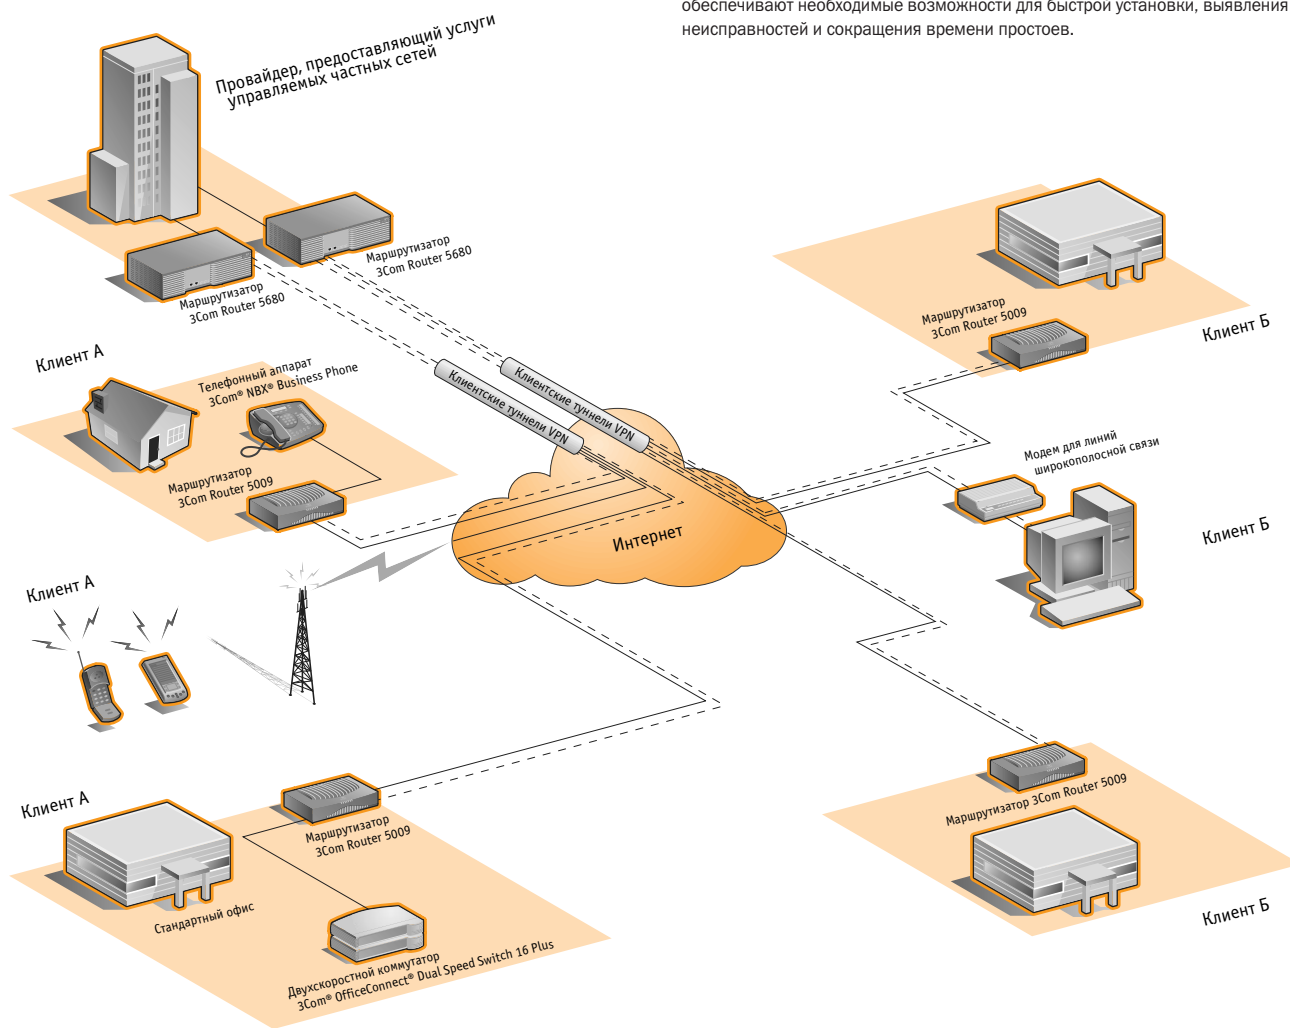 обеспечивают необходимые возможности для быстрой установки, выявления
неисправностей и сокращения времени простоев.
Провайдер, предоставляющий услуги
управляемых частных сетей
Маршрутизатор
3Com Router 5680
Маршрутизатор
3Com Router 5680
Клиент А
Телефонный аппарат
3Com® NBX® Business Phone
Маршрутизатор
3Com Router 5009
Клиентские туннели VPN
Клиентские туннели VPN
Интернет
Маршрутизатор
3Com Router 5009
Клиент Б
Модем для линий
широкополосной связи
Клиент Б
Клиент А
Клиент А
Маршрутизатор
3Com Router 5009
Стандартный офис
Двухскоростной коммутатор
3Com® OfficeConnect® Dual Speed Switch 16 Plus
Маршрутизатор 3Com Router 5009
Клиент Б